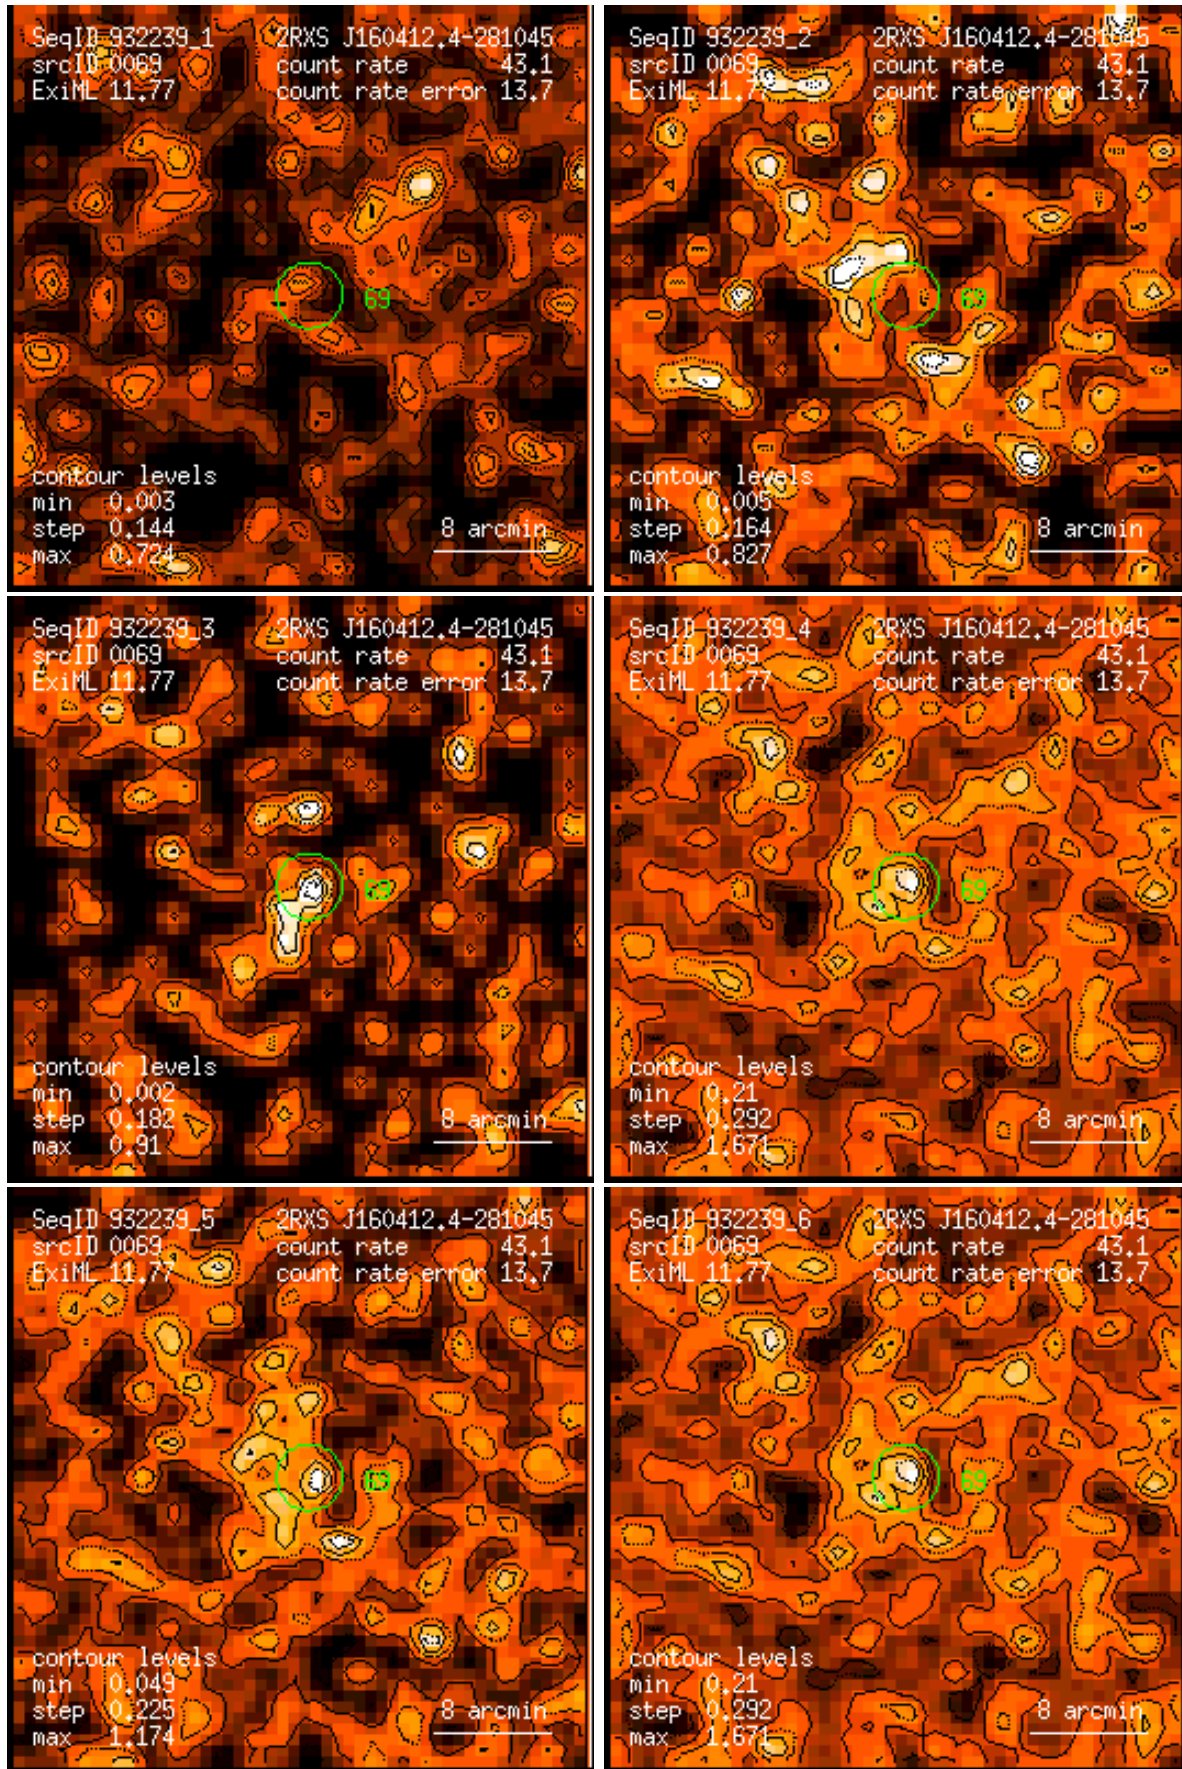 SeqID 932239_1 2RXS J160412.4-281045
srcID 0069 count rate 43.1
ExiML 11.77 count rate error 13.7
69
contour levels
min 0.003
step 0.144 8 arcmin
max 0.724
SeqID 932239_2 2RXS J160412.4-281045
srcID 0069 count rate 43.1
ExiML 11.77 count rate error 13.7
69
contour levels
min 0.005
step 0.164 8 arcmin
max 0.827
SeqID 932239_3 2RXS J160412.4-281045
srcID 0069 count rate 43.1
ExiML 11.77 count rate error 13.7
69
contour levels
min 0.002
step 0.182 8 arcmin
max 0.91
SeqID 932239_4 2RXS J160412.4-281045
srcID 0069 count rate 43.1
ExiML 11.77 count rate error 13.7
69
contour levels
min 0.21
step 0.292 8 arcmin
max 1.671
SeqID 932239_5 2RXS J160412.4-281045
srcID 0069 count rate 43.1
ExiML 11.77 count rate error 13.7
69
contour levels
min 0.049
step 0.225 8 arcmin
max 1.174
SeqID 932239_6 2RXS J160412.4-281045
srcID 0069 count rate 43.1
ExiML 11.77 count rate error 13.7
69
contour levels
min 0.21
step 0.292 8 arcmin
max 1.671